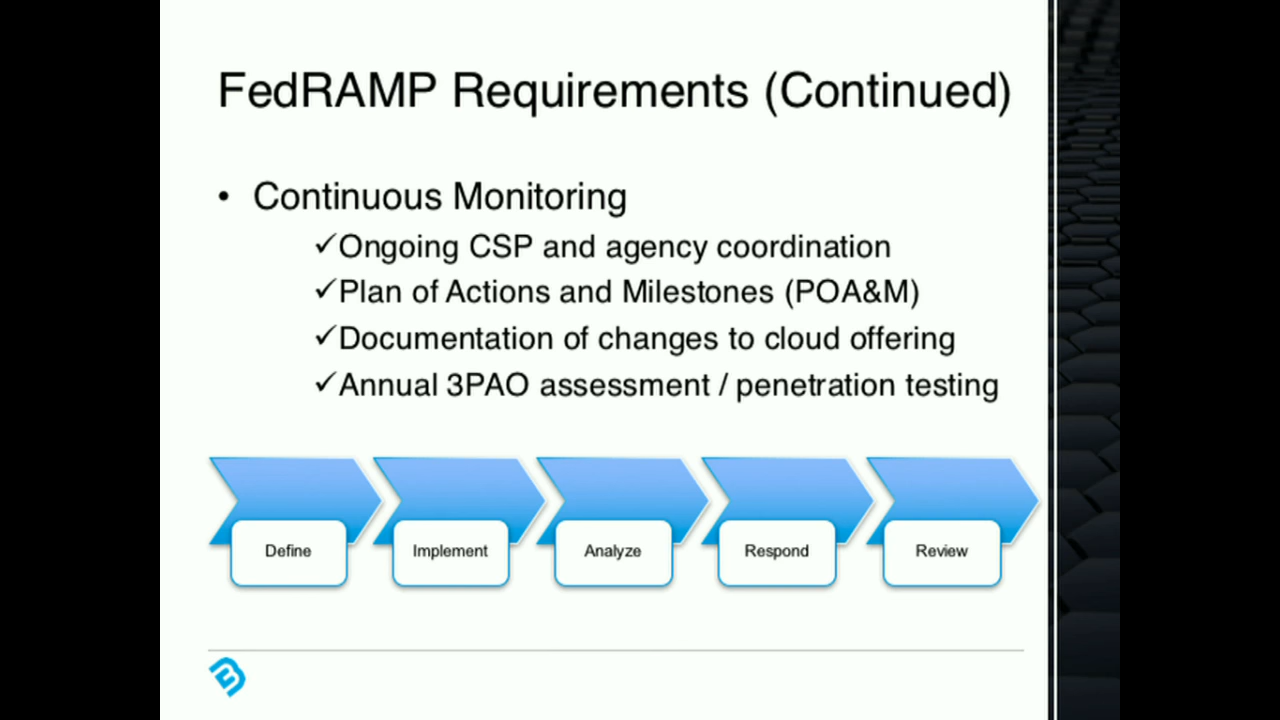 FedRAMP Requirements (Continued)
• Continuous Monitoring
✓Ongoing CSP and agency coordination
✓Plan of Actions and Milestones (POA&M)
✓Documentation of changes to cloud offering
✓Annual 3PAO assessment / penetration testing
Define Implement Analyze Respond Review